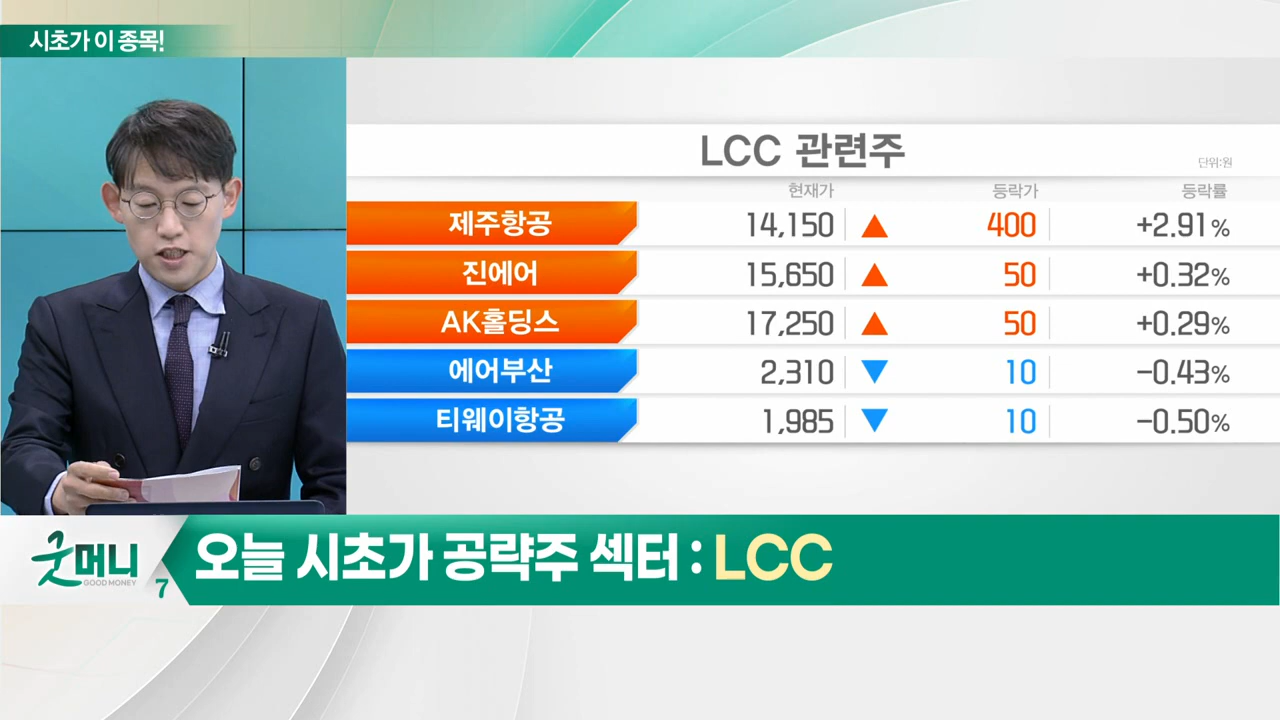 시초가 이 종목!
LCC 관련주
단위:원
현재가 등락가 등락률
제주항공 14,150 ▲ 400 +2.91%
진에어 15,650 ▲ 50 +0.32%
AK홀딩스 17,250 ▲ 50 +0.29%
에어부산 2,310 ▼ 10 -0.43%
티웨이항공 1,985 ▼ 10 -0.50%
굿머니
GOOD MONEY
7
오늘 시초가 공략주 섹터 : LCC